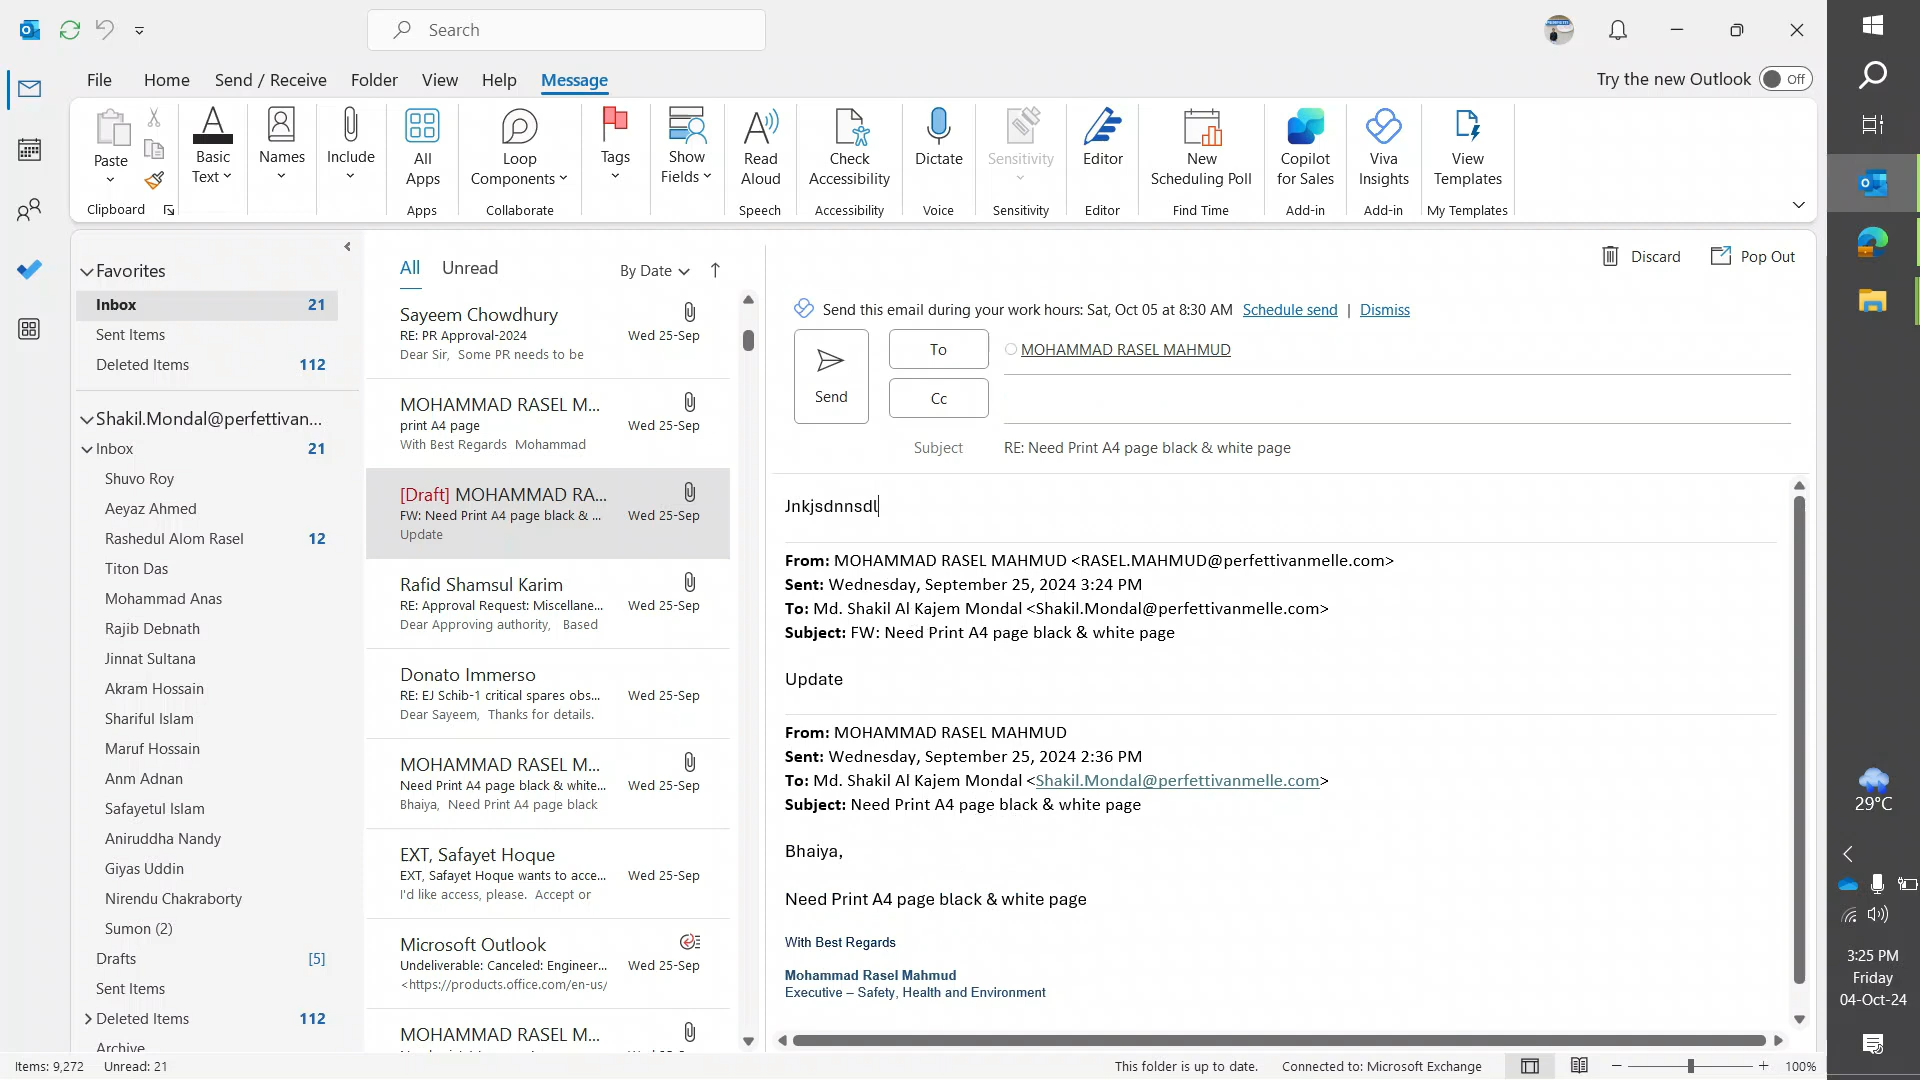 Search
File Home Send / Receive Folder View Help Message
Try the new Outlook Off
Paste
Clipboard
Basic Text
Names
Include
All Apps
Apps
Loop Components
Collaborate
Tags
Show Fields
Read Aloud
Speech
Check Accessibility
Accessibility
Dictate
Voice
Sensitivity
Sensitivity
Editor
Editor
New Scheduling Poll
Find Time
Copilot for Sales
Add-in
Viva Insights
Add-in
View Templates
My Templates
Favorites
Inbox 21
Sent Items
Deleted Items 112
Shakil.Mondal@perfettivan...
Inbox 21
Shuvo Roy
Aeyaz Ahmed
Rashedul Alom Rasel 12
Titon Das
Mohammad Anas
Rajib Debnath
Jinnat Sultana
Akram Hossain
Shariful Islam
Maruf Hossain
Anm Adnan
Safayetul Islam
Aniruddha Nandy
Giyas Uddin
Nirendu Chakraborty
Sumon (2)
Drafts [5]
Sent Items
Deleted Items 112
Archive
All Unread By Date
Sayeem Chowdhury
RE: PR Approval-2024 Wed 25-Sep
Dear Sir, Some PR needs to be
MOHAMMAD RASEL M...
print A4 page Wed 25-Sep
With Best Regards Mohammad
[Draft] MOHAMMAD RA...
FW: Need Print A4 page black & ... Wed 25-Sep
Update
Rafid Shamsul Karim
RE: Approval Request: Miscellane... Wed 25-Sep
Dear Approving authority, Based
Donato Immerso
RE: EJ Schib-1 critical spares obs... Wed 25-Sep
Dear Sayeem, Thanks for details.
MOHAMMAD RASEL M...
Need Print A4 page black & white... Wed 25-Sep
Bhaiya, Need Print A4 page black
EXT, Safayet Hoque
EXT, Safayet Hoque wants to acce... Wed 25-Sep
I'd like access, please. Accept or
Microsoft Outlook
Undeliverable: Canceled: Engineer... Wed 25-Sep
<https://products.office.com/en-us/
MOHAMMAD RASEL M...
Discard Pop Out
Send this email during your work hours: Sat, Oct 05 at 8:30 AM Schedule send | Dismiss
Send
To MOHAMMAD RASEL MAHMUD
Cc
Subject RE: Need Print A4 page black & white page
Jnkjsdnnsdl
From: MOHAMMAD RASEL MAHMUD <RASEL.MAHMUD@perfettivanmelle.com>
Sent: Wednesday, September 25, 2024 3:24 PM
To: Md. Shakil Al Kajem Mondal <Shakil.Mondal@perfettivanmelle.com>
Subject: FW: Need Print A4 page black & white page
Update
From: MOHAMMAD RASEL MAHMUD
Sent: Wednesday, September 25, 2024 2:36 PM
To: Md. Shakil Al Kajem Mondal <Shakil.Mondal@perfettivanmelle.com>
Subject: Need Print A4 page black & white page
Bhaiya,
Need Print A4 page black & white page
With Best Regards
Mohammad Rasel Mahmud
Executive – Safety, Health and Environment
Items: 9,272 Unread: 21
This folder is up to date. Connected to: Microsoft Exchange 100%
29°C
3:25 PM
Friday
04-Oct-24